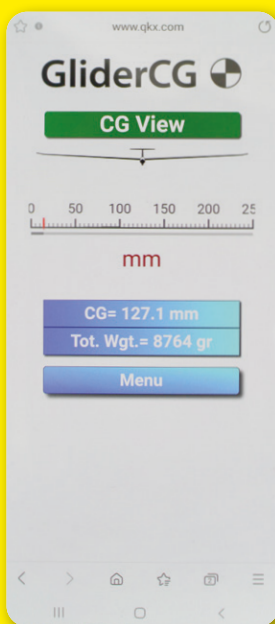 www.qkx.com
GliderCG
CG View
0 50 100 150 200 25
mm
CG= 127.1 mm
Tot. Wgt.= 8764 gr
Menu